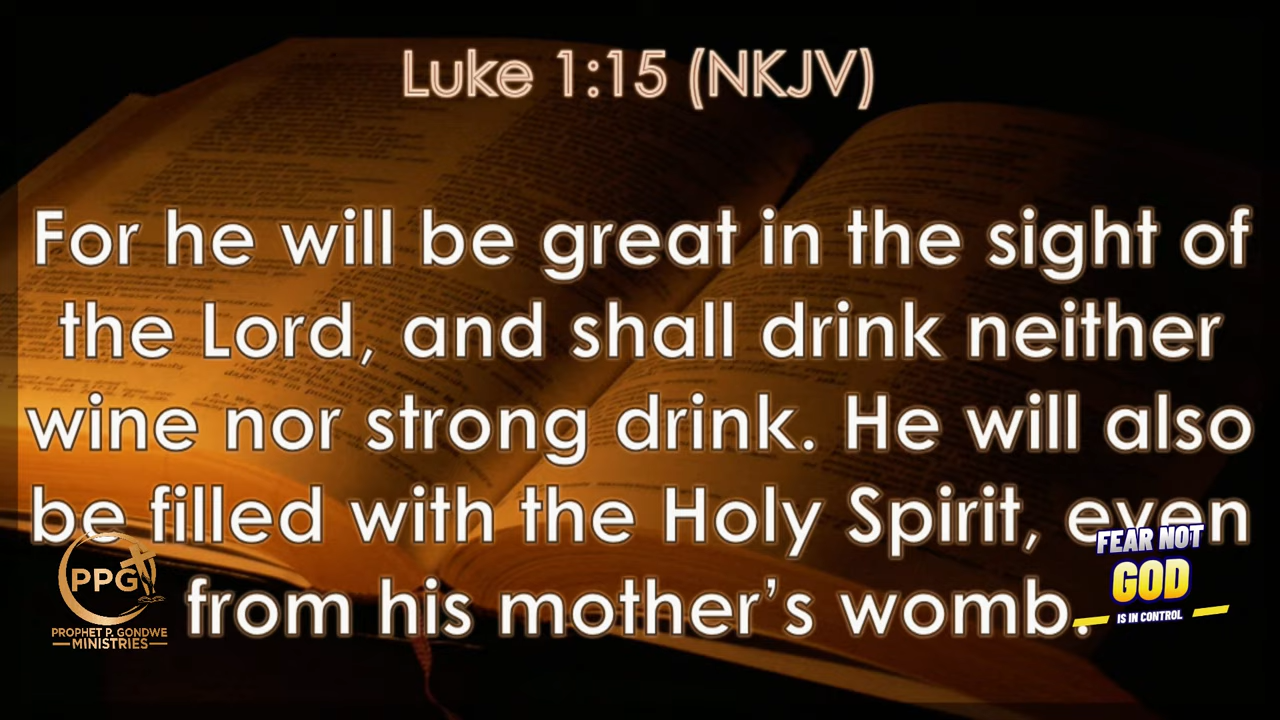 Luke 1:15 (NKJV)
For he will be great in the sight of
the Lord, and shall drink neither
wine nor strong drink. He will also
be filled with the Holy Spirit, even
from his mother’s womb.
PPG
PROPHET P. GONDWE
MINISTRIES
FEAR NOT
GOD
IS IN CONTROL